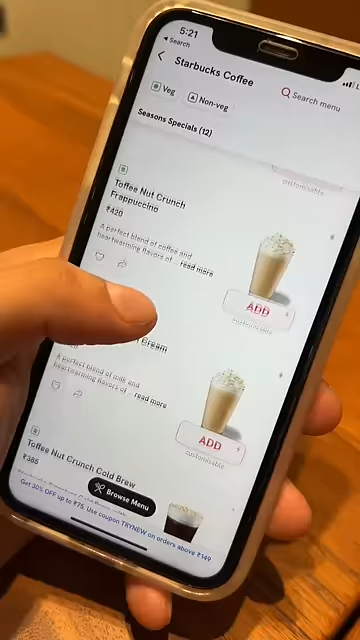 5:21
Search
Starbucks Coffee
Veg
Non-veg
Search menu
Seasons Specials (12)
customisable
Toffee Nut Crunch
Frappuccino
₹420
A perfect blend of coffee and
heartwarming flavors of... read more
ADD +
customisable
Cream
A perfect blend of milk and
heartwarming flavors of... read more
ADD +
customisable
Toffee Nut Crunch Cold Brew
₹385
Browse Menu
Get 30% OFF up to ₹75 Use coupon TRYNEW on orders above ₹149